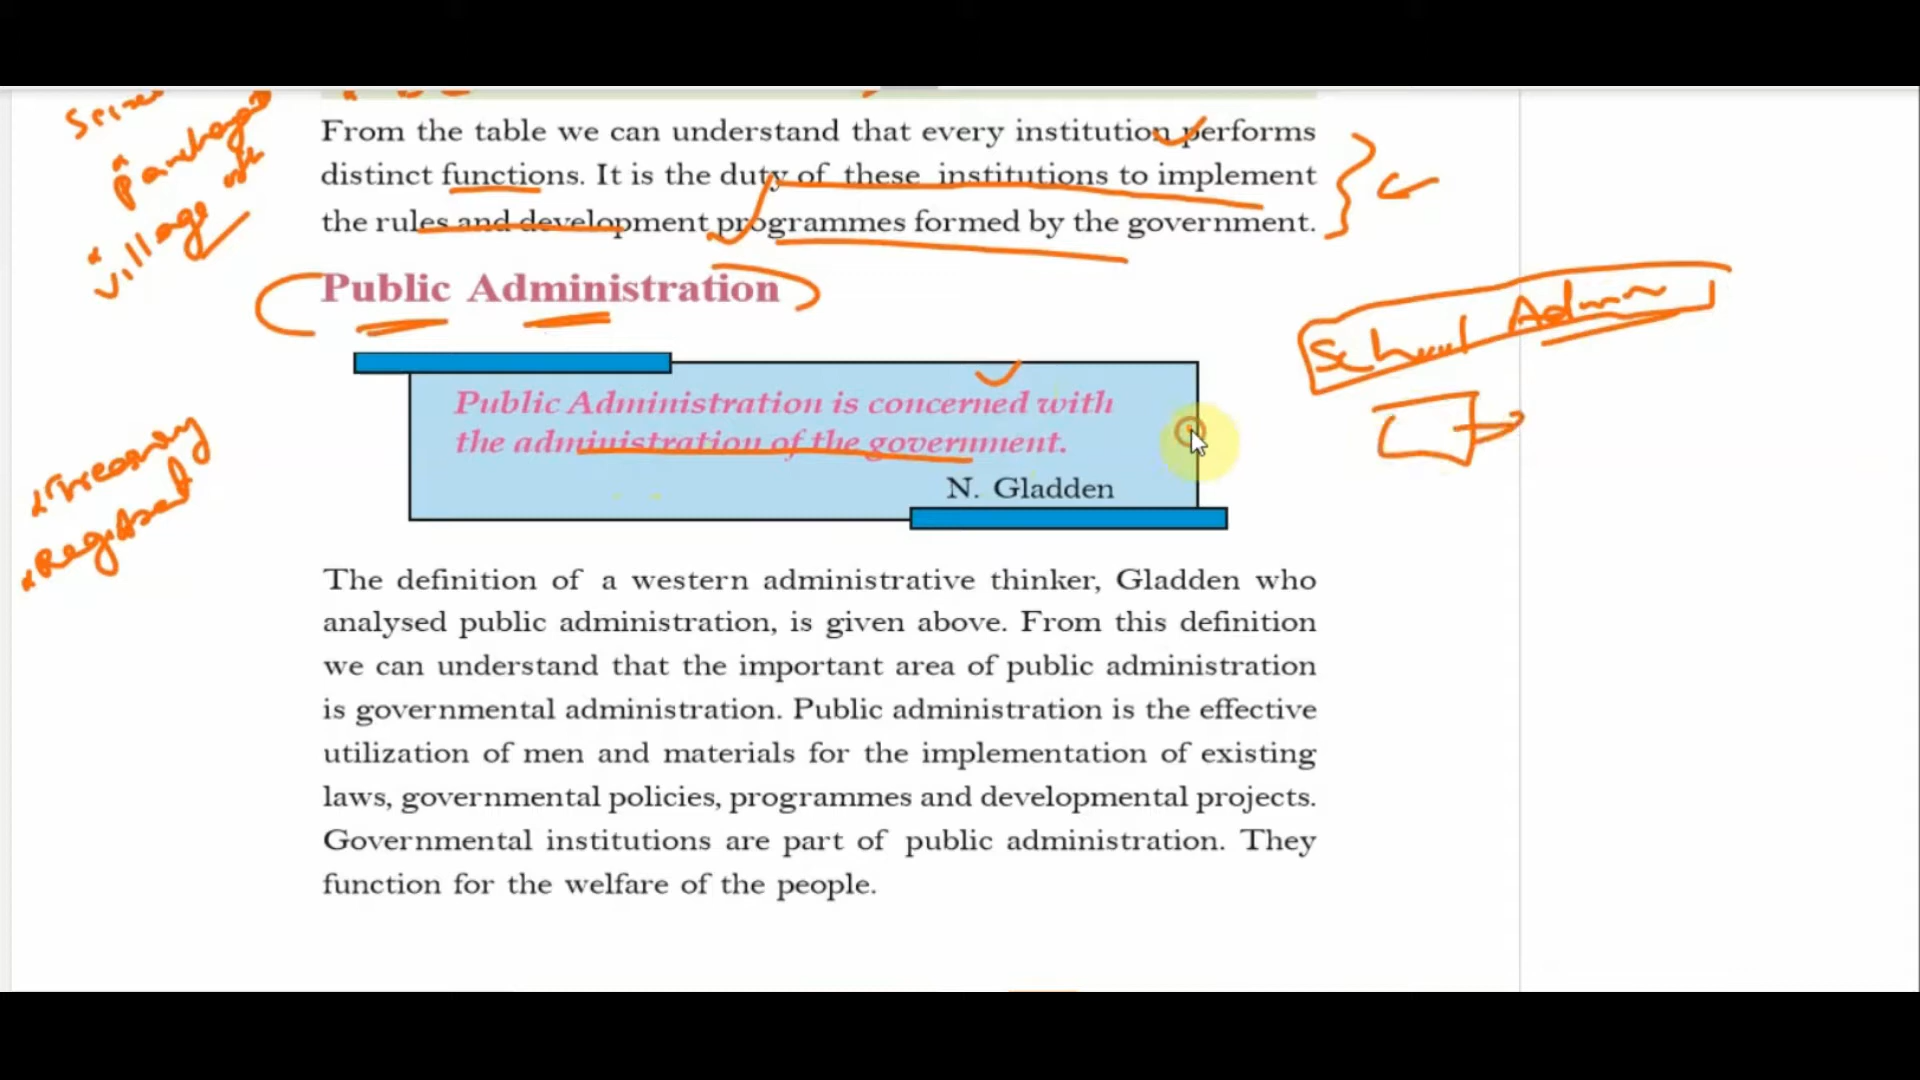 Panchayat
village
From the table we can understand that every institution performs
distinct functions. It is the duty of these institutions to implement
the rules and development programmes formed by the government.
Public Administration
School Admn
Public Administration is concerned with
the administration of the government.
N. Gladden
The definition of a western administrative thinker, Gladden who
analysed public administration, is given above. From this definition
we can understand that the important area of public administration
is governmental administration. Public administration is the effective
utilization of men and materials for the implementation of existing
laws, governmental policies, programmes and developmental projects.
Governmental institutions are part of public administration. They
function for the welfare of the people.